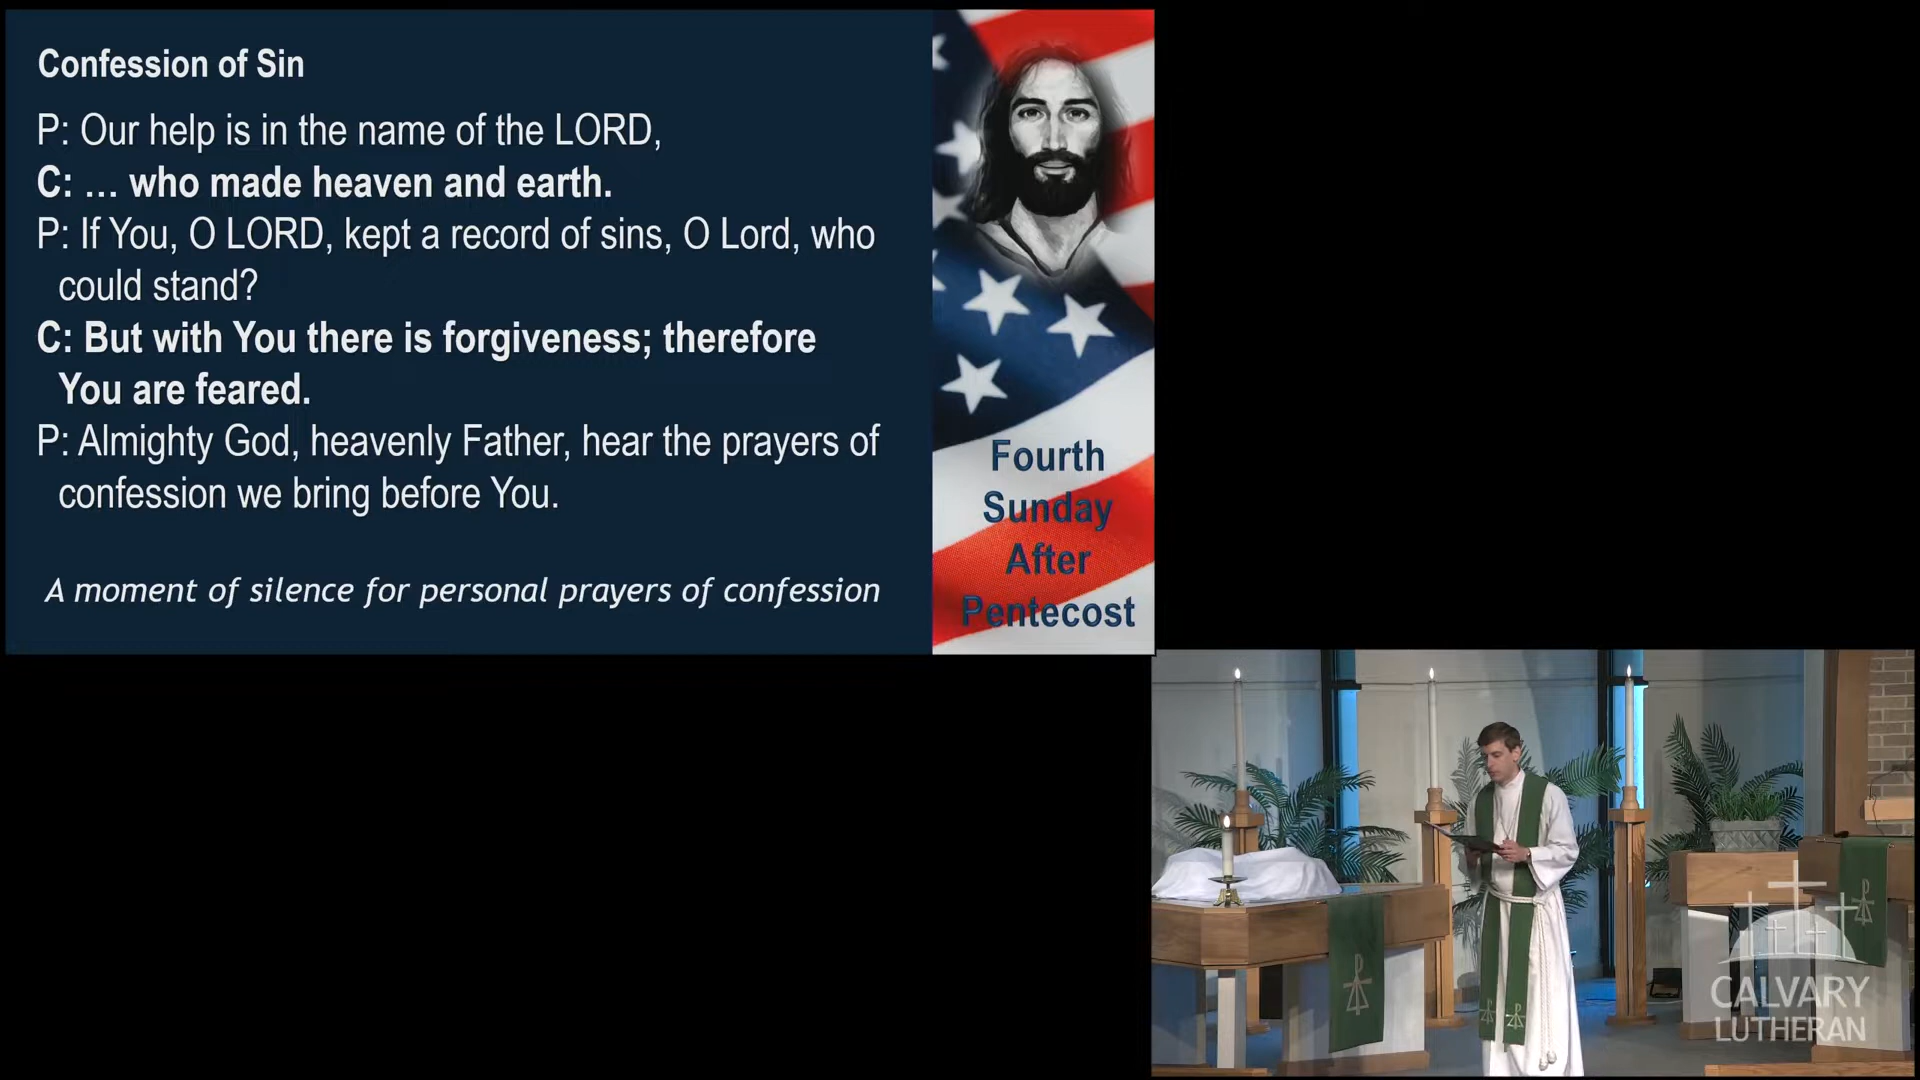 Confession of Sin
P: Our help is in the name of the LORD,
C: … who made heaven and earth.
P: If You, O LORD, kept a record of sins, O Lord, who
could stand?
C: But with You there is forgiveness; therefore
You are feared.
P: Almighty God, heavenly Father, hear the prayers of
confession we bring before You.
A moment of silence for personal prayers of confession
Fourth
Sunday
After
Pentecost
CALVARY
LUTHERAN